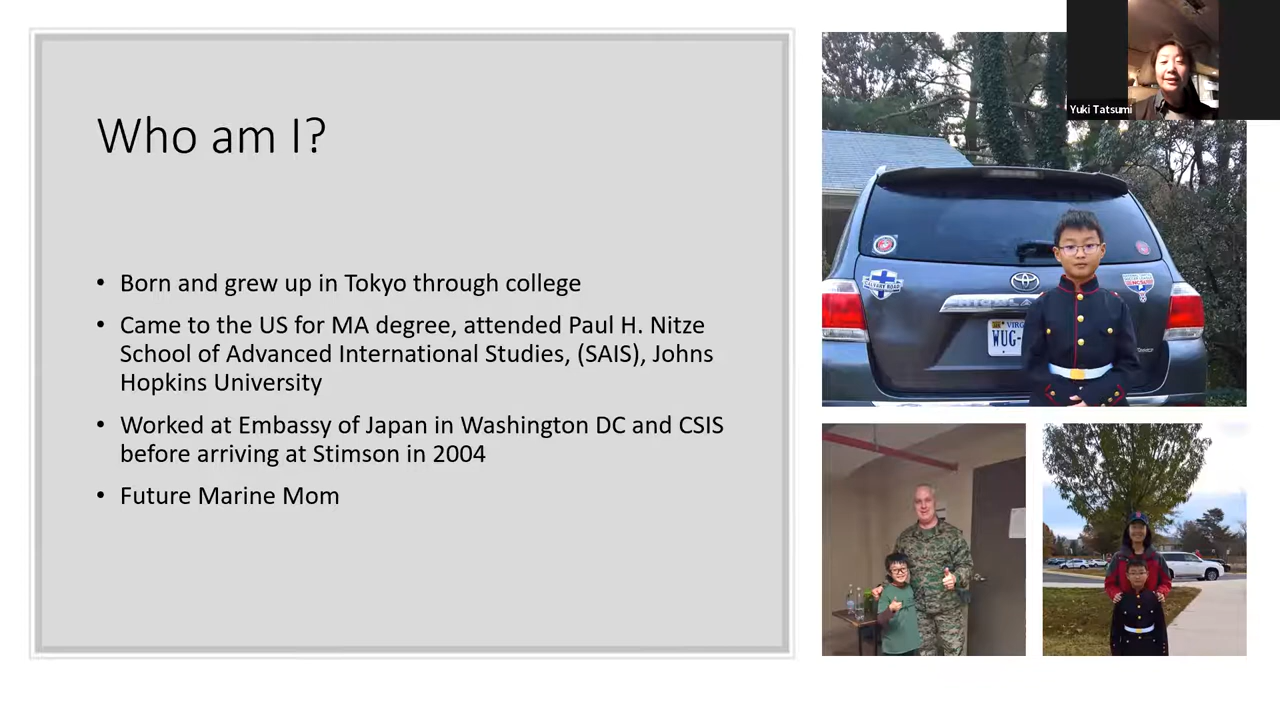 Who am I?
• Born and grew up in Tokyo through college
• Came to the US for MA degree, attended Paul H. Nitze
School of Advanced International Studies, (SAIS), Johns
Hopkins University
• Worked at Embassy of Japan in Washington DC and CSIS
before arriving at Stimson in 2004
• Future Marine Mom
Yuki Tatsumi
WUG-